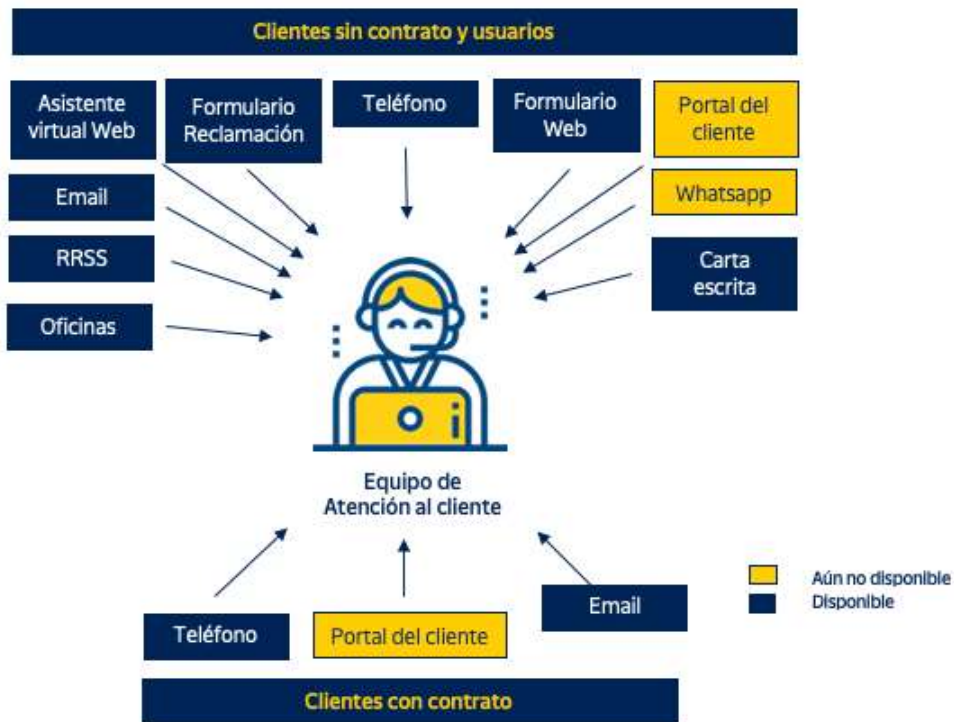 Clientes sin contrato y usuarios
Asistente
virtual Web
Formulario
Reclamación
Teléfono
Formulario
Web
Portal del
cliente
Email
Whatsapp
RRSS
Carta
escrita
Oficinas
Equipo de
Atención al cliente
Aún no disponible
Disponible
Teléfono
Portal del cliente
Email
Clientes con contrato